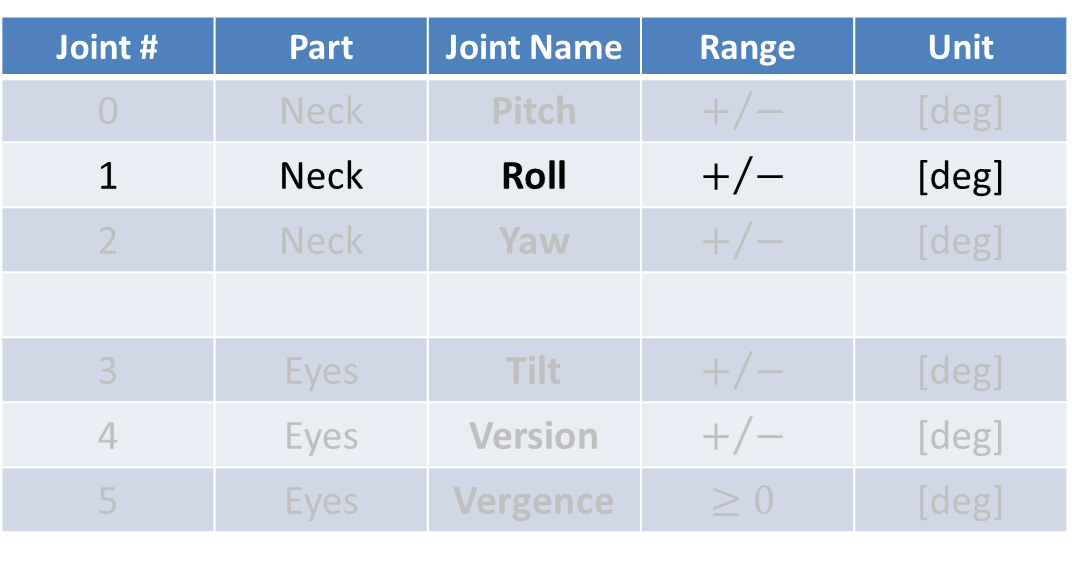 Joint # Part Joint Name Range Unit
0 Neck Pitch +/− [deg]
1 Neck Roll +/− [deg]
2 Neck Yaw +/− [deg]
3 Eyes Tilt +/− [deg]
4 Eyes Version +/− [deg]
5 Eyes Vergence ≥ 0 [deg]